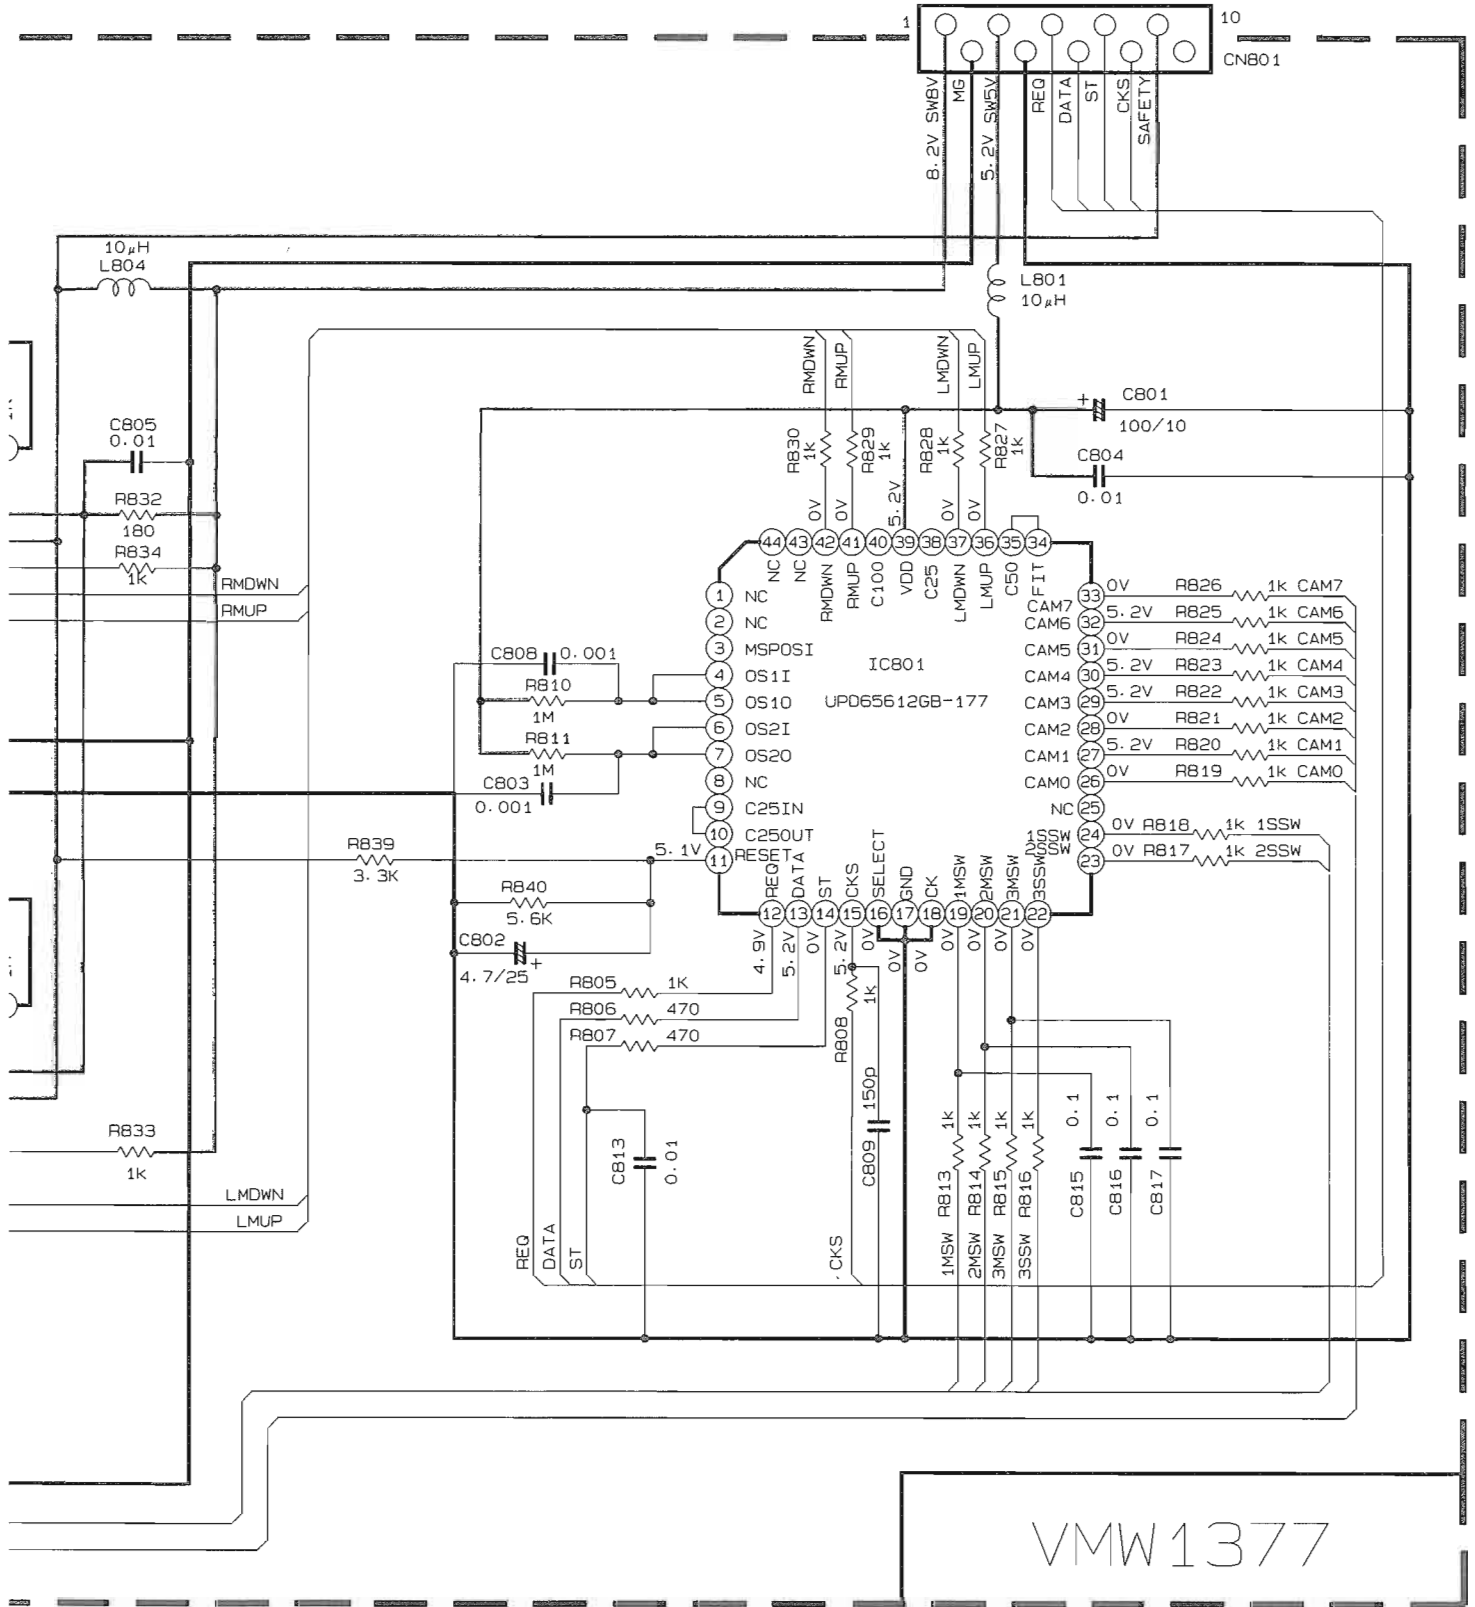 1
10
CN801
8.2V SW8V
MG
5.2V SW5V
REQ
DATA
ST
CKS
SAFETY
10μH
L804
L801
10μH
RMDWN
RMUP
LMDWN
LMUP
C801
+
100/10
C805
0.01
R830
1k
R829
1k
R828
1k
R827
1k
C804
0.01
R832
180
R834
1k
0V
0V
5.2V
0V
0V
44 43 42 41 40 39 38 37 36 35 34
NC
NC
RMDWN
RMUP
C100
VDD
C25
LMDWN
LMUP
C50
FIT
RMDWN
RMUP
1 NC
2 NC
3 MSPOSI
4 OS1I
5 OS1O
6 OS2I
7 OS2O
8 NC
9 C25IN
10 C25OUT
11 RESET
IC801
UPD65612GB-177
CAM7 33 0V R826 1k CAM7
CAM6 32 5.2V R825 1k CAM6
CAM5 31 0V R824 1k CAM5
CAM4 30 5.2V R823 1k CAM4
CAM3 29 5.2V R822 1k CAM3
CAM2 28 0V R821 1k CAM2
CAM1 27 5.2V R820 1k CAM1
CAM0 26 0V R819 1k CAM0
NC 25
1SSW 24 0V R818 1k 1SSW
2SSW 23 0V R817 1k 2SSW
C808 0.001
R810
1M
R811
1M
C803
0.001
R839
3.3K
5.1V
R840
5.6K
C802
4.7/25
+
REQ
DATA
ST
CKS
SELECT
GND
CK
1MSW
2MSW
3MSW
3SSW
12 13 14 15 16 17 18 19 20 21 22
4.9V
5.2V
0V
5.2V
0V
0V
0V
0V
0V
0V
0V
R805 1K
R806 470
R807 470
R808
1k
150p
C809
C813
0.01
R833
1k
LMDWN
LMUP
REQ
DATA
ST
CKS
1MSW R813 1k
2MSW R814 1k
3MSW R815 1k
3SSW R816 1k
C815 0.1
C816 0.1
C817 0.1
VMW1377